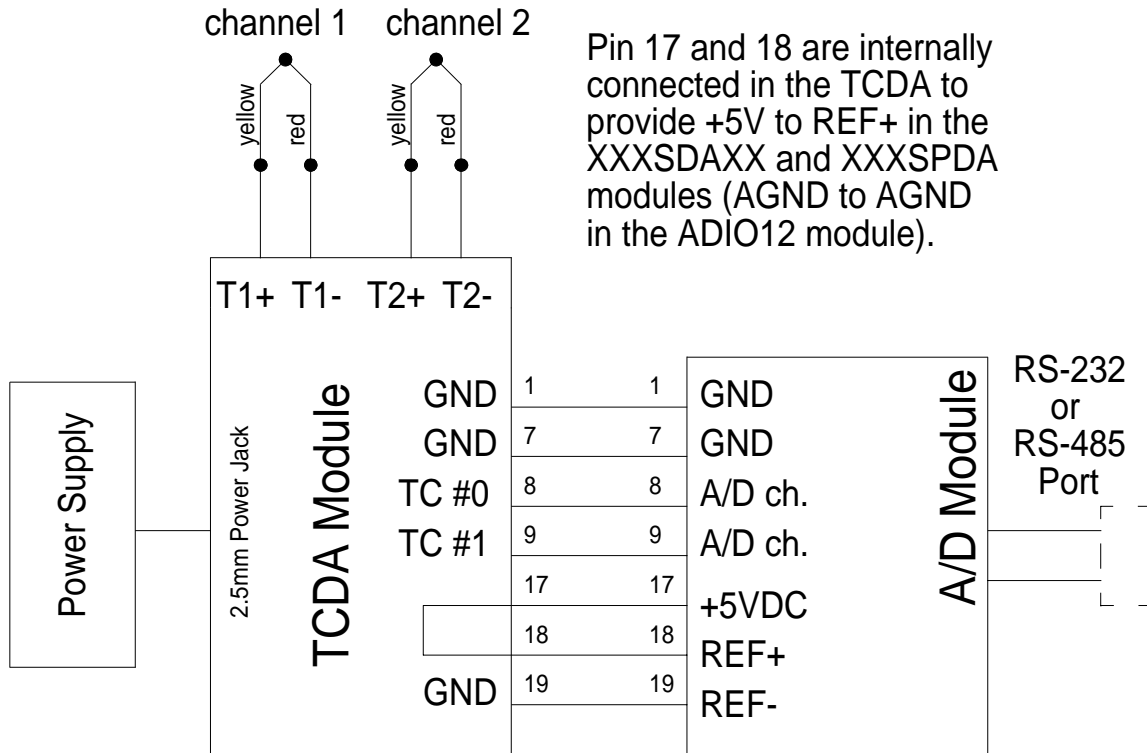 channel 1
channel 2
yellow
red
yellow
red
Pin 17 and 18 are internally
connected in the TCDA to
provide +5V to REF+ in the
XXXSDAXX and XXXSPDA
modules (AGND to AGND
in the ADIO12 module).
T1+ T1- T2+ T2-
Power Supply
2.5mm Power Jack
TCDA Module
GND 1 1 GND
GND 7 7 GND
TC #0 8 8 A/D ch.
TC #1 9 9 A/D ch.
17 17 +5VDC
18 18 REF+
GND 19 19 REF-
A/D Module
RS-232
or
RS-485
Port